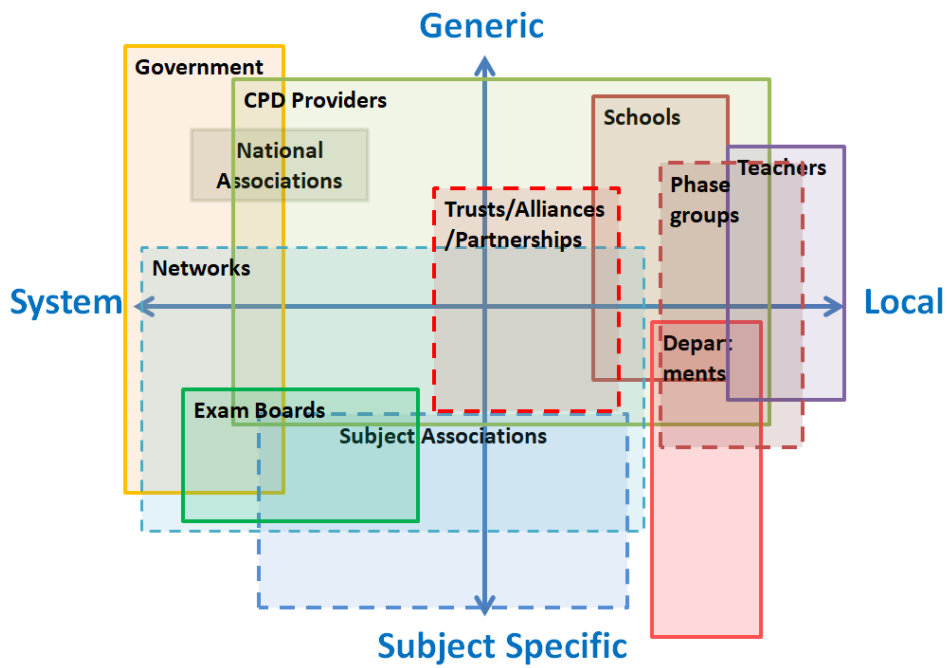 Generic
Government
CPD Providers
Schools
National
Associations
Teachers
Phase
groups
Trusts/Alliances
/Partnerships
Networks
System
Local
Depart
ments
Exam Boards
Subject Associations
Subject Specific